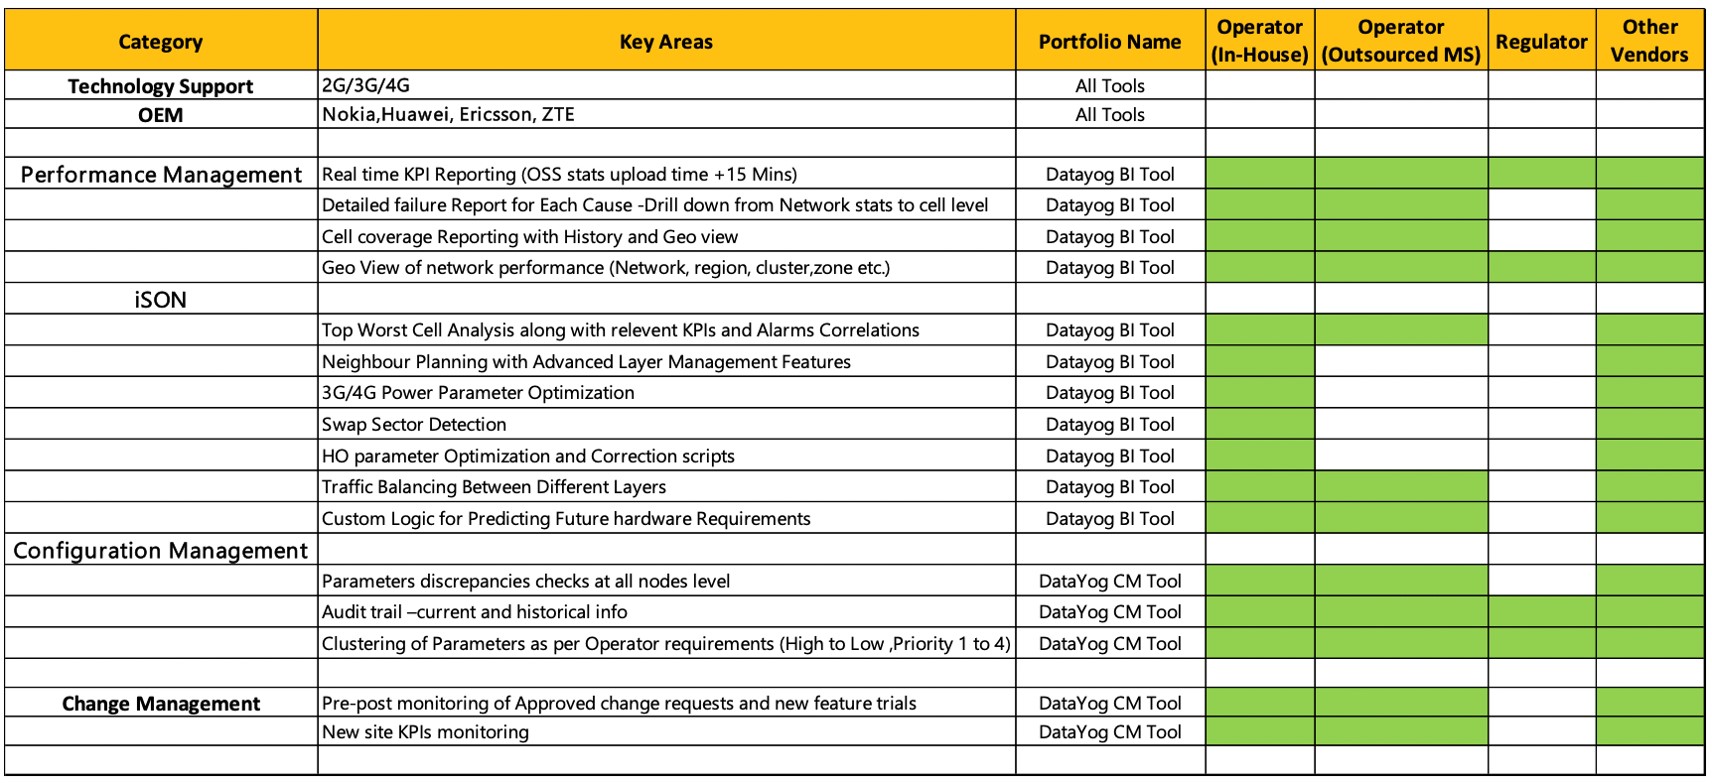 Category Key Areas Portfolio Name Operator (In-House) Operator (Outsourced MS) Regulator Other Vendors
Technology Support 2G/3G/4G All Tools
OEM Nokia,Huawei, Ericsson, ZTE All Tools
Performance Management Real time KPI Reporting (OSS stats upload time +15 Mins) Datayog BI Tool
Detailed failure Report for Each Cause -Drill down from Network stats to cell level Datayog BI Tool
Cell coverage Reporting with History and Geo view Datayog BI Tool
Geo View of network performance (Network, region, cluster,zone etc.) Datayog BI Tool
iSON
Top Worst Cell Analysis along with relevent KPIs and Alarms Correlations Datayog BI Tool
Neighbour Planning with Advanced Layer Management Features Datayog BI Tool
3G/4G Power Parameter Optimization Datayog BI Tool
Swap Sector Detection Datayog BI Tool
HO parameter Optimization and Correction scripts Datayog BI Tool
Traffic Balancing Between Different Layers Datayog BI Tool
Custom Logic for Predicting Future hardware Requirements Datayog BI Tool
Configuration Management
Parameters discrepancies checks at all nodes level DataYog CM Tool
Audit trail –current and historical info DataYog CM Tool
Clustering of Parameters as per Operator requirements (High to Low ,Priority 1 to 4) DataYog CM Tool
Change Management Pre-post monitoring of Approved change requests and new feature trials DataYog CM Tool
New site KPIs monitoring DataYog CM Tool